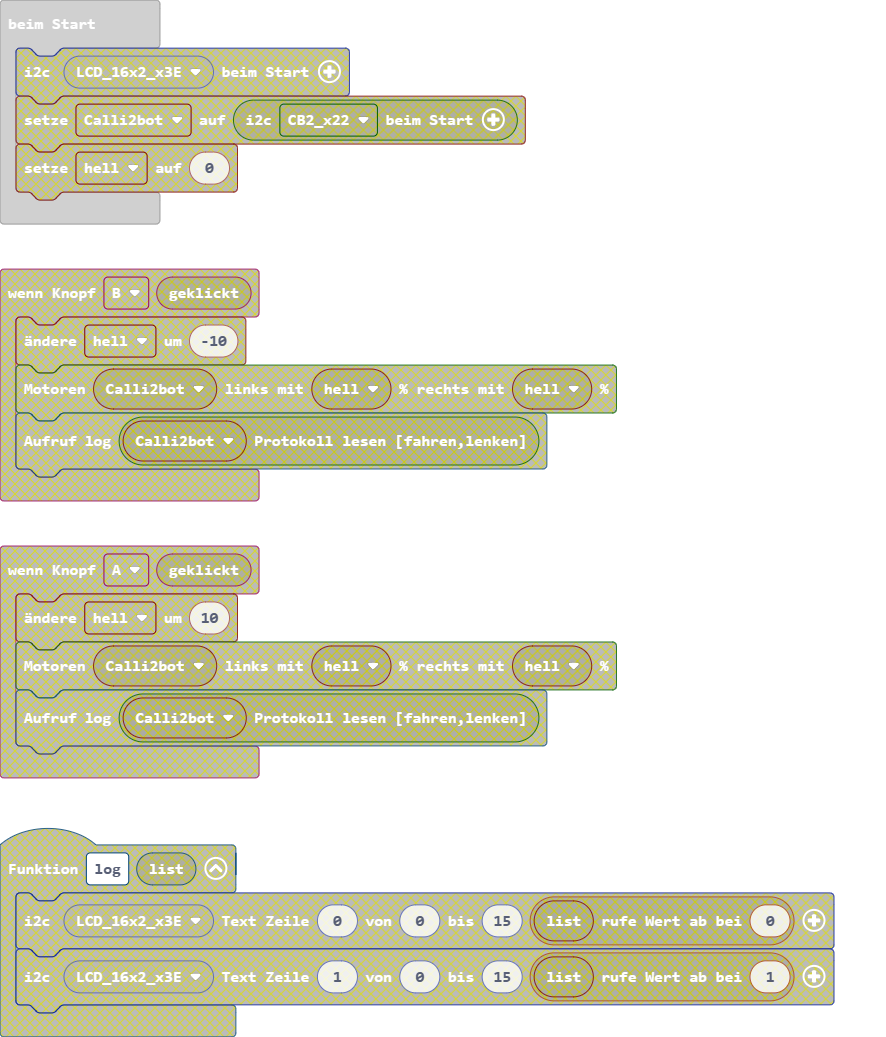 beim Start
i2c LCD_16x2_x3E beim Start
setze Calli2bot auf i2c CB2_x22 beim Start
setze hell auf 0
wenn Knopf B geklickt
ändere hell um -10
Motoren Calli2bot links mit hell % rechts mit hell %
Aufruf log Calli2bot Protokoll lesen [fahren,lenken]
wenn Knopf A geklickt
ändere hell um 10
Motoren Calli2bot links mit hell % rechts mit hell %
Aufruf log Calli2bot Protokoll lesen [fahren,lenken]
Funktion log list
i2c LCD_16x2_x3E Text Zeile 0 von 0 bis 15 list rufe Wert ab bei 0
i2c LCD_16x2_x3E Text Zeile 1 von 0 bis 15 list rufe Wert ab bei 1